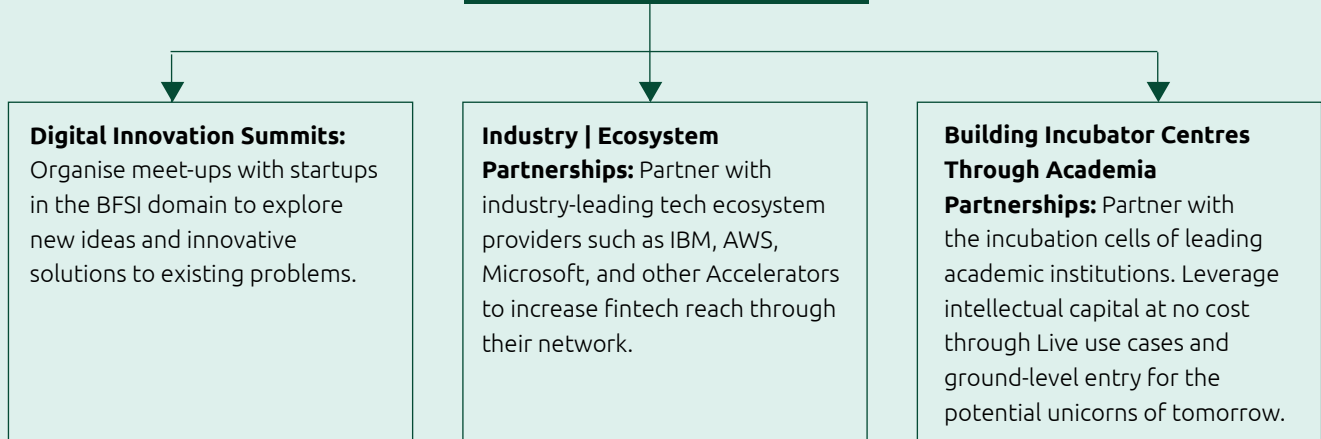 Digital Innovation Summits:
Organise meet-ups with startups
in the BFSI domain to explore
new ideas and innovative
solutions to existing problems.
Industry | Ecosystem
Partnerships: Partner with
industry-leading tech ecosystem
providers such as IBM, AWS,
Microsoft, and other Accelerators
to increase fintech reach through
their network.
Building Incubator Centres
Through Academia
Partnerships: Partner with
the incubation cells of leading
academic institutions. Leverage
intellectual capital at no cost
through Live use cases and
ground-level entry for the
potential unicorns of tomorrow.